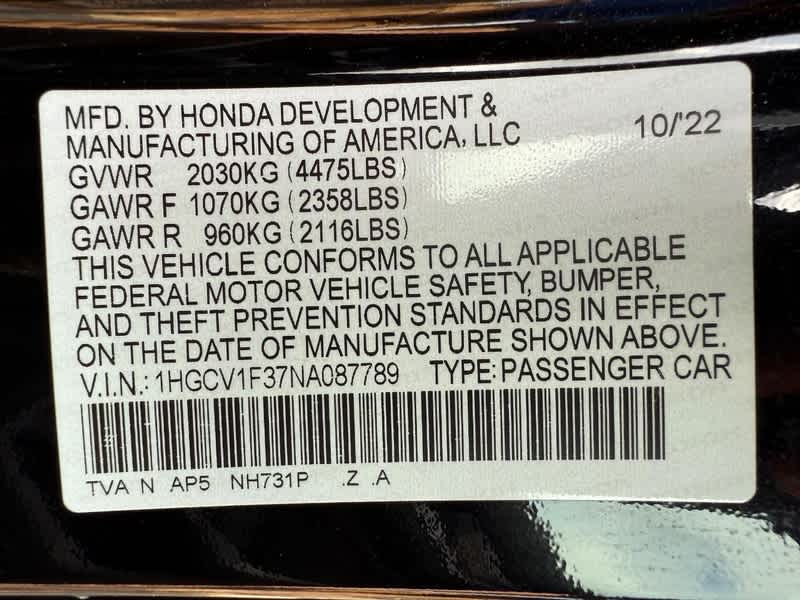 MFD. BY HONDA DEVELOPMENT &
MANUFACTURING OF AMERICA, LLC 10/'22
GVWR 2030KG (4475LBS)
GAWR F 1070KG (2358LBS)
GAWR R 960KG (2116LBS)
THIS VEHICLE CONFORMS TO ALL APPLICABLE
FEDERAL MOTOR VEHICLE SAFETY, BUMPER,
AND THEFT PREVENTION STANDARDS IN EFFECT
ON THE DATE OF MANUFACTURE SHOWN ABOVE.
V.I.N.: 1HGCV1F37NA087789 TYPE: PASSENGER CAR
TVA N AP5 NH731P .Z .A